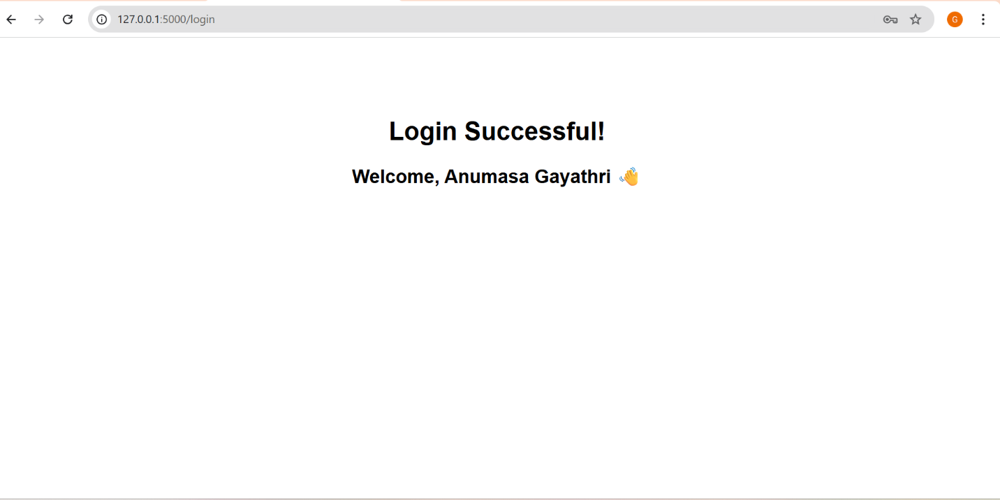 127.0.0.1:5000/login
G
Login Successful!
Welcome, Anumasa Gayathri 👋